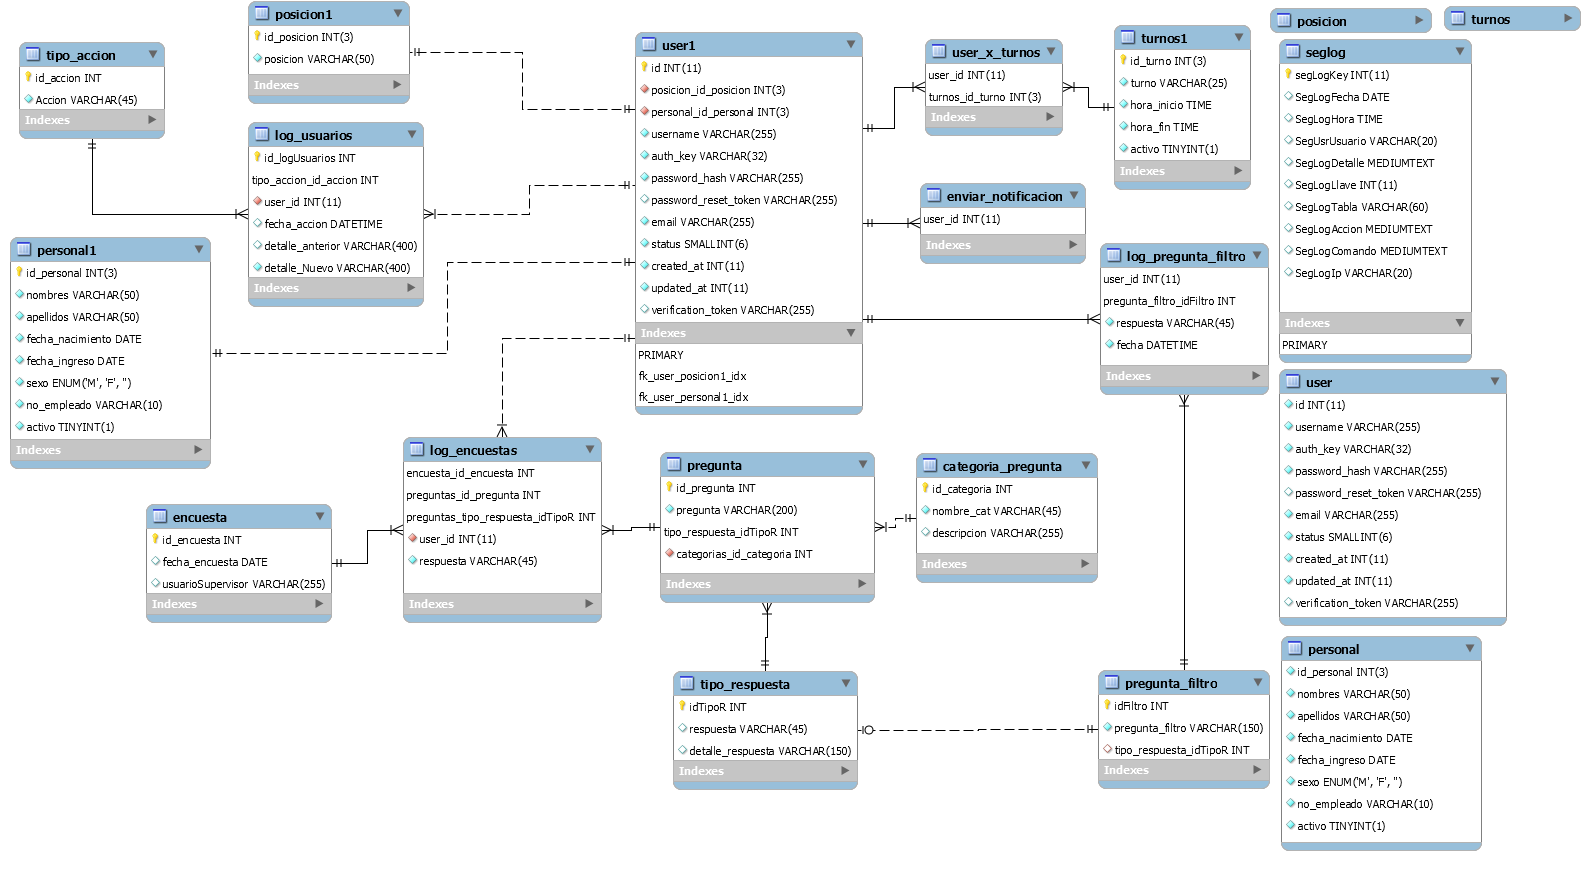 posicion1
id_posicion INT(3)
posicion VARCHAR(50)
Indexes
tipo_accion
id_accion INT
Accion VARCHAR(45)
Indexes
log_usuarios
id_logUsuarios INT
tipo_accion_id_accion INT
user_id INT(11)
fecha_accion DATETIME
detalle_anterior VARCHAR(400)
detalle_Nuevo VARCHAR(400)
Indexes
personal1
id_personal INT(3)
nombres VARCHAR(50)
apellidos VARCHAR(50)
fecha_nacimiento DATE
fecha_ingreso DATE
sexo ENUM('M', 'F', '')
no_empleado VARCHAR(10)
activo TINYINT(1)
Indexes
user1
id INT(11)
posicion_id_posicion INT(3)
personal_id_personal INT(3)
username VARCHAR(255)
auth_key VARCHAR(32)
password_hash VARCHAR(255)
password_reset_token VARCHAR(255)
email VARCHAR(255)
status SMALLINT(6)
created_at INT(11)
updated_at INT(11)
verification_token VARCHAR(255)
Indexes
PRIMARY
fk_user_posicion1_idx
fk_user_personal1_idx
user_x_turnos
user_id INT(11)
turnos_id_turno INT(3)
Indexes
turnos1
id_turno INT(3)
turno VARCHAR(25)
hora_inicio TIME
hora_fin TIME
activo TINYINT(1)
Indexes
enviar_notificacion
user_id INT(11)
Indexes
log_pregunta_filtro
user_id INT(11)
pregunta_filtro_idFiltro INT
respuesta VARCHAR(45)
fecha DATETIME
Indexes
posicion
turnos
seglog
segLogKey INT(11)
SegLogFecha DATE
SegLogHora TIME
SegUsrUsuario VARCHAR(20)
SegLogDetalle MEDIUMTEXT
SegLogLlave INT(11)
SegLogTabla VARCHAR(60)
SegLogAccion MEDIUMTEXT
SegLogComando MEDIUMTEXT
SegLogIp VARCHAR(20)
Indexes
PRIMARY
user
id INT(11)
username VARCHAR(255)
auth_key VARCHAR(32)
password_hash VARCHAR(255)
password_reset_token VARCHAR(255)
email VARCHAR(255)
status SMALLINT(6)
created_at INT(11)
updated_at INT(11)
verification_token VARCHAR(255)
encuesta
id_encuesta INT
fecha_encuesta DATE
usuarioSupervisor VARCHAR(255)
Indexes
log_encuestas
encuesta_id_encuesta INT
preguntas_id_pregunta INT
preguntas_tipo_respuesta_idTipoR INT
user_id INT(11)
respuesta VARCHAR(45)
Indexes
pregunta
id_pregunta INT
pregunta VARCHAR(200)
tipo_respuesta_idTipoR INT
categorias_id_categoria INT
Indexes
categoria_pregunta
id_categoria INT
nombre_cat VARCHAR(45)
descripcion VARCHAR(255)
Indexes
tipo_respuesta
idTipoR INT
respuesta VARCHAR(45)
detalle_respuesta VARCHAR(150)
Indexes
pregunta_filtro
idFiltro INT
pregunta_filtro VARCHAR(150)
tipo_respuesta_idTipoR INT
Indexes
personal
id_personal INT(3)
nombres VARCHAR(50)
apellidos VARCHAR(50)
fecha_nacimiento DATE
fecha_ingreso DATE
sexo ENUM('M', 'F', '')
no_empleado VARCHAR(10)
activo TINYINT(1)